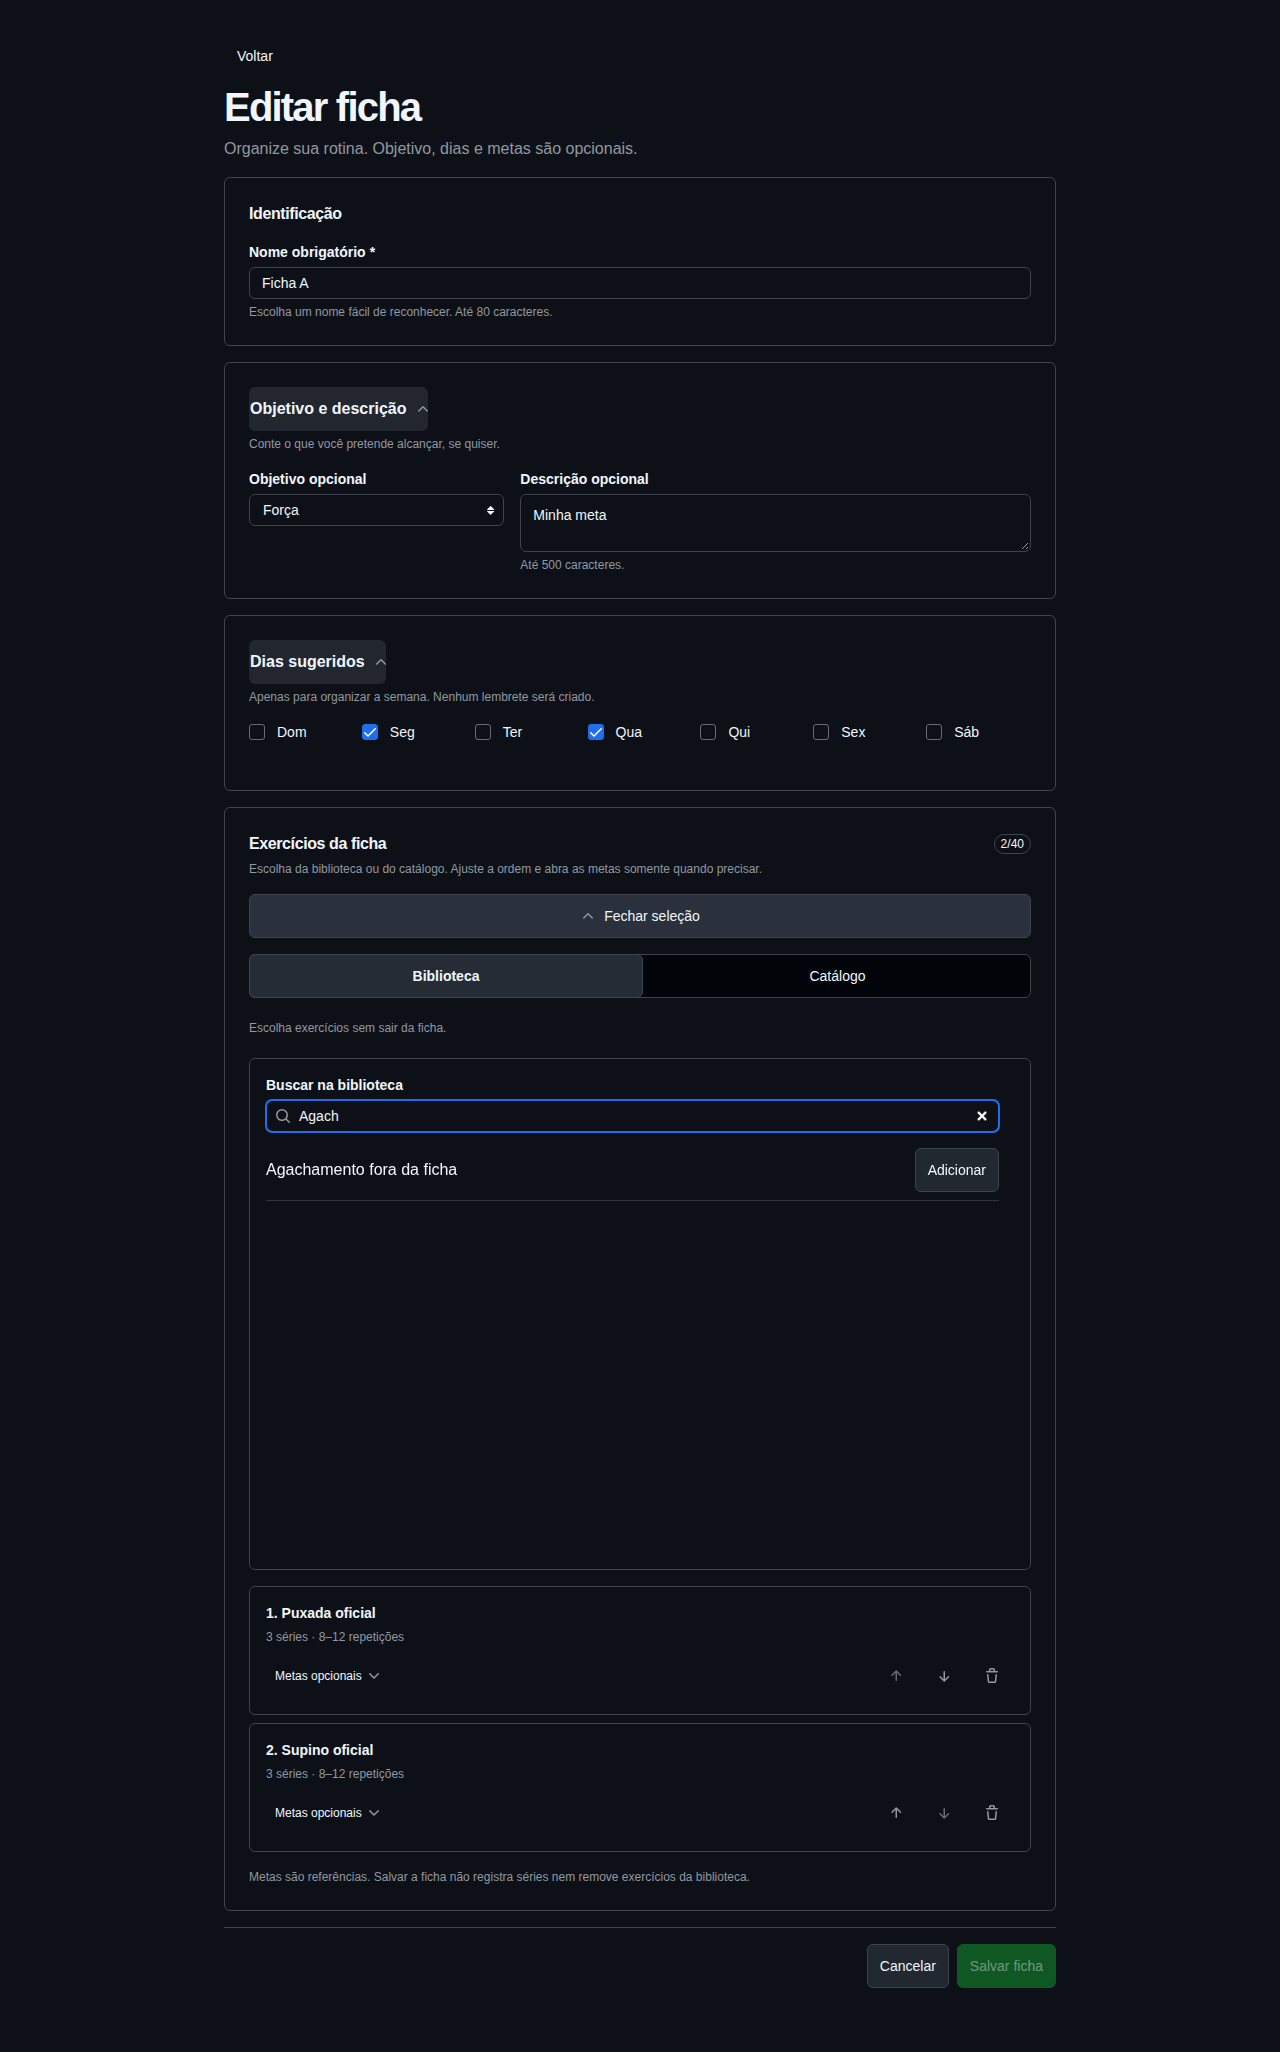 Voltar
Editar ficha
Organize sua rotina. Objetivo, dias e metas são opcionais.
Identificação
Nome obrigatório *
Ficha A
Escolha um nome fácil de reconhecer. Até 80 caracteres.
Objetivo e descrição
Conte o que você pretende alcançar, se quiser.
Objetivo opcional
Descrição opcional
Força
Minha meta
Até 500 caracteres.
Dias sugeridos
Apenas para organizar a semana. Nenhum lembrete será criado.
Dom Seg Ter Qua Qui Sex Sáb
Exercícios da ficha
2/40
Escolha da biblioteca ou do catálogo. Ajuste a ordem e abra as metas somente quando precisar.
Fechar seleção
Biblioteca Catálogo
Escolha exercícios sem sair da ficha.
Buscar na biblioteca
Agach
Agachamento fora da ficha Adicionar
1. Puxada oficial
3 séries · 8–12 repetições
Metas opcionais
2. Supino oficial
3 séries · 8–12 repetições
Metas opcionais
Metas são referências. Salvar a ficha não registra séries nem remove exercícios da biblioteca.
Cancelar Salvar ficha